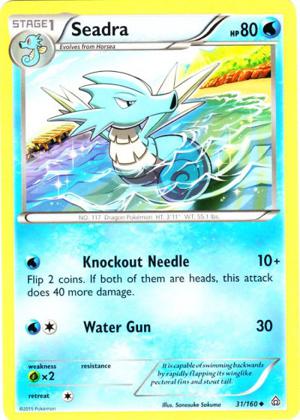 STAGE1 Seadra HP80
Evolves from Horsea
NO. 117 Dragon Pokémon HT. 3'11" WT. 55.1 lbs.
Knockout Needle 10+
Flip 2 coins. If both of them are heads, this attack
does 40 more damage.
Water Gun 30
weakness resistance
×2
retreat
It is capable of swimming backwards
by rapidly flapping its winglike
pectoral fins and stout tail.
©2015 Pokémon Illus. Sanosuke Sakuma 31/160